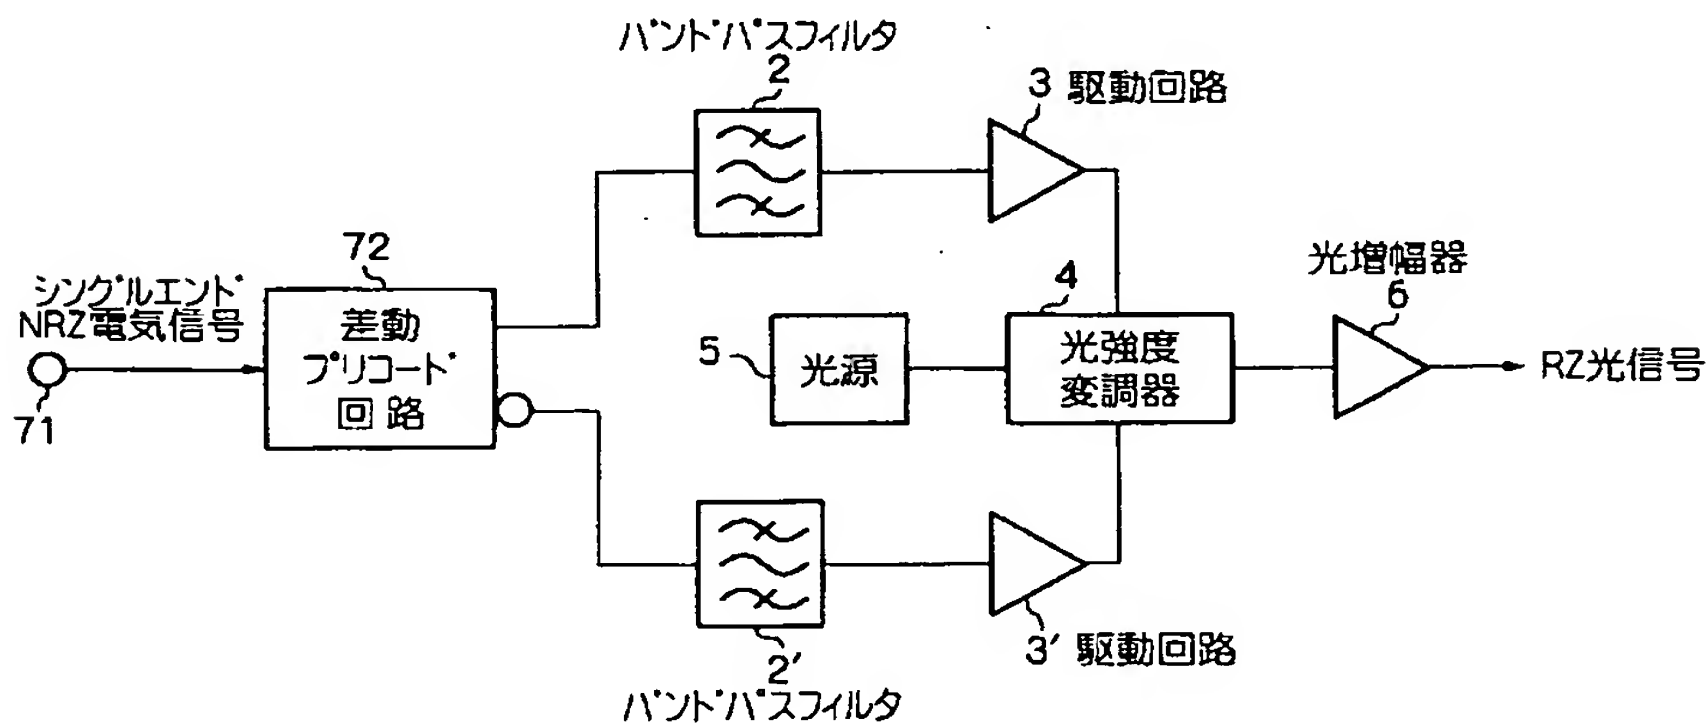 バンドパスフィルタ
2
3 駆動回路
72
シングルエンド
NRZ電気信号
71
差動
プリコード
回路
5
光源
4
光強度
変調器
光増幅器
6
RZ光信号
2'
バンドパスフィルタ
3' 駆動回路